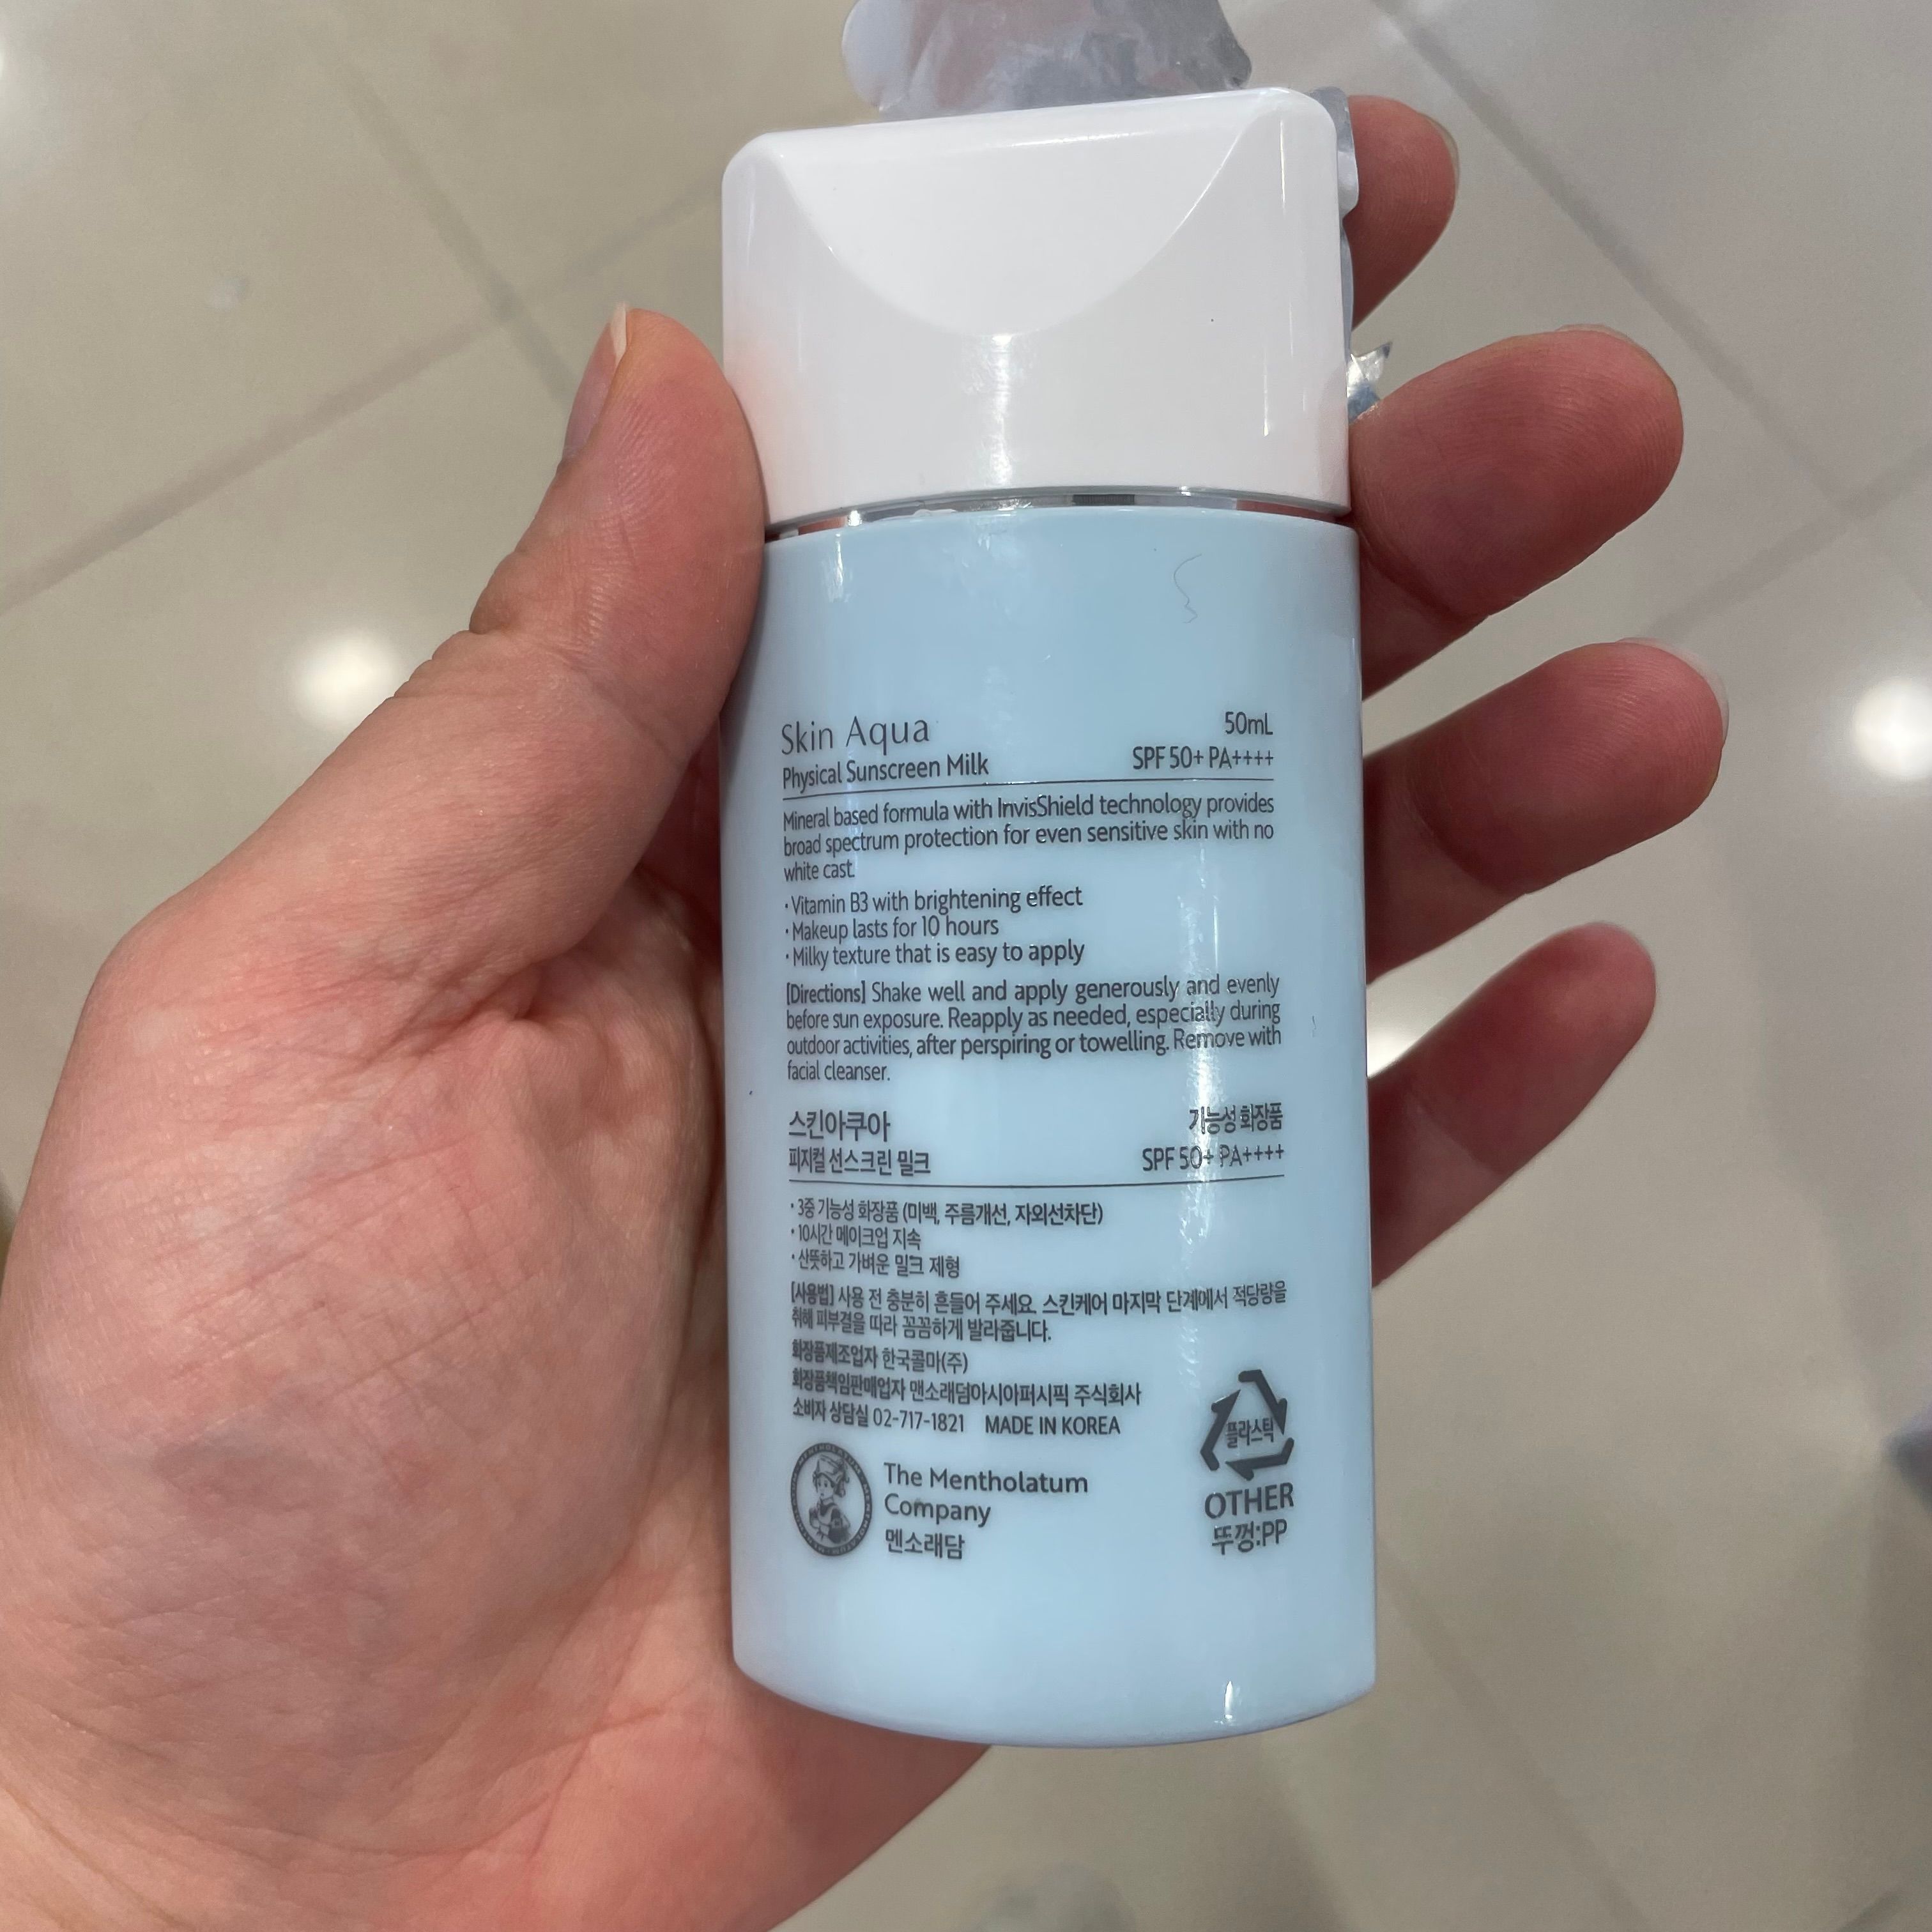 Skin Aqua 50mL
Physical Sunscreen Milk SPF 50+ PA++++
Mineral based formula with InvisShield technology provides
broad spectrum protection for even sensitive skin with no
white cast.
· Vitamin B3 with brightening effect
· Makeup lasts for 10 hours
· Milky texture that is easy to apply
[Directions] Shake well and apply generously and evenly
before sun exposure. Reapply as needed, especially during
outdoor activities, after perspiring or towelling. Remove with
facial cleanser.
스킨아쿠아 기능성 화장품
피지컬 선스크린 밀크 SPF 50+ PA++++
· 3중 기능성 화장품 (미백, 주름개선, 자외선차단)
· 10시간 메이크업 지속
· 산뜻하고 가벼운 밀크 제형
[사용법] 사용 전 충분히 흔들어 주세요. 스킨케어 마지막 단계에서 적당량을
취해 피부결을 따라 꼼꼼하게 발라줍니다.
화장품제조업자 한국콜마(주)
화장품책임판매업자 맨소래덤아시아퍼시픽 주식회사
소비자 상담실 02-717-1821 MADE IN KOREA
The Mentholatum
Company
멘소래담
플라스틱
OTHER
뚜껑:PP